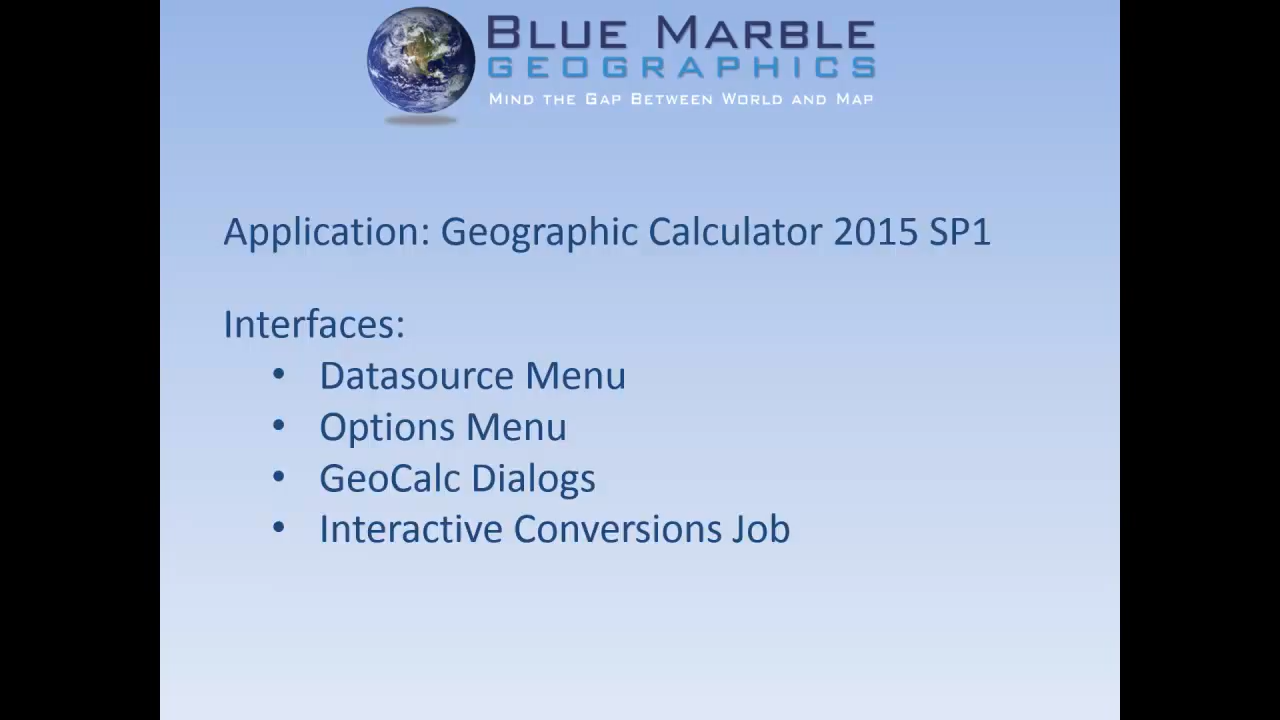 BLUE MARBLE
GEOGRAPHICS
MIND THE GAP BETWEEN WORLD AND MAP
Application: Geographic Calculator 2015 SP1
Interfaces:
• Datasource Menu
• Options Menu
• GeoCalc Dialogs
• Interactive Conversions Job